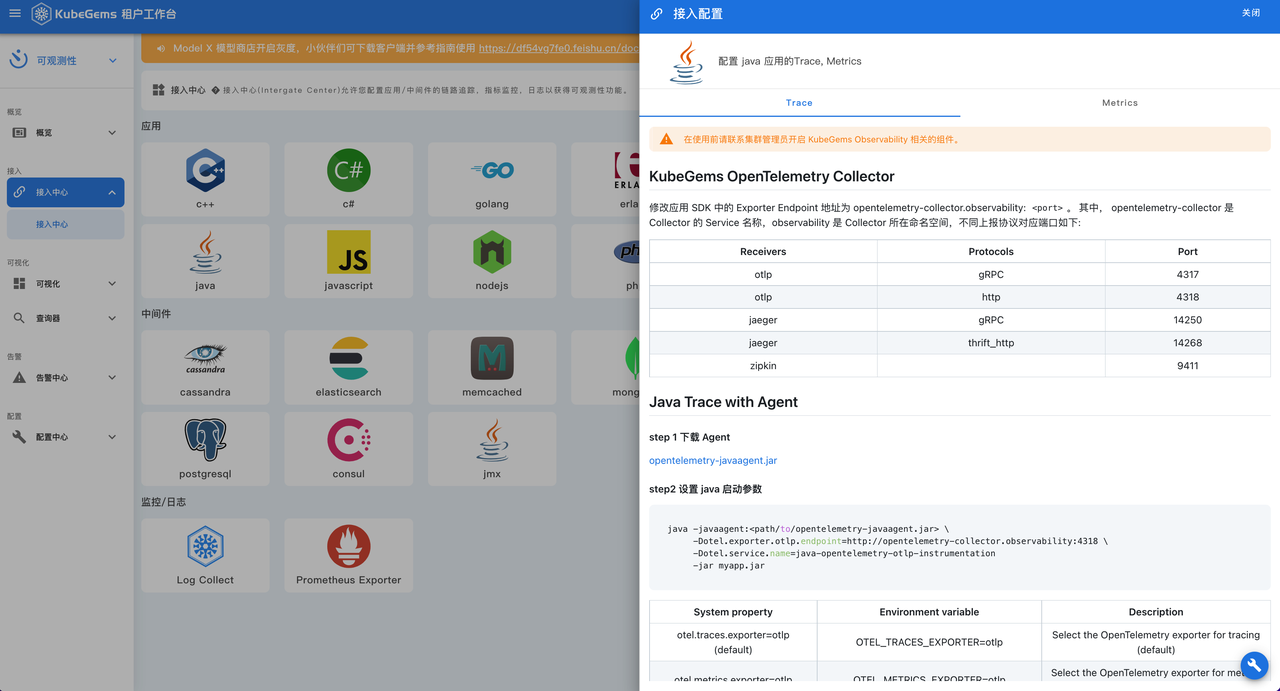 KubeGems 租户工作台
可观测性
概览
概览
接入
接入中心
接入中心
可视化
可视化
查询器
告警
告警中心
配置
配置中心
Model X 模型商店开启灰度，小伙伴们可下载客户端并参考指南使用 https://df54vg7fe0.feishu.cn/doc
接入中心 � 接入中心(Intergate Center)允许您配置应用/中间件的链路追踪，指标监控，日志以获得可观测性功能。
应用
c++
c#
golang
erla
java
JS
javascript
nodejs
php
ph
中间件
cassandra
cassandra
elasticsearch
memcached
mong
postgresql
consul
jmx
监控/日志
Log Collect
Prometheus Exporter
接入配置
关闭
配置 java 应用的Trace, Metrics
Trace
Metrics
在使用前请联系集群管理员开启 KubeGems Observability 相关的组件。
KubeGems OpenTelemetry Collector
修改应用 SDK 中的 Exporter Endpoint 地址为 opentelemetry-collector.observability: <port> 。 其中， opentelemetry-collector 是
Collector 的 Service 名称，observability 是 Collector 所在命名空间，不同上报协议对应端口如下:
Receivers Protocols Port
otlp gRPC 4317
otlp http 4318
jaeger gRPC 14250
jaeger thrift_http 14268
zipkin 9411
Java Trace with Agent
step 1 下载 Agent
opentelemetry-javaagent.jar
step2 设置 java 启动参数
java -javaagent:<path/to/opentelemetry-javaagent.jar> \
-Dotel.exporter.otlp.endpoint=http://opentelemetry-collector.observability:4318 \
-Dotel.service.name=java-opentelemetry-otlp-instrumentation
-jar myapp.jar
System property Environment variable Description
otel.traces.exporter=otlp (default) OTEL_TRACES_EXPORTER=otlp Select the OpenTelemetry exporter for tracing (default)
otel.metrics.exporter=otlp OTEL_METRICS_EXPORTER=otlp Select the OpenTelemetry exporter for me